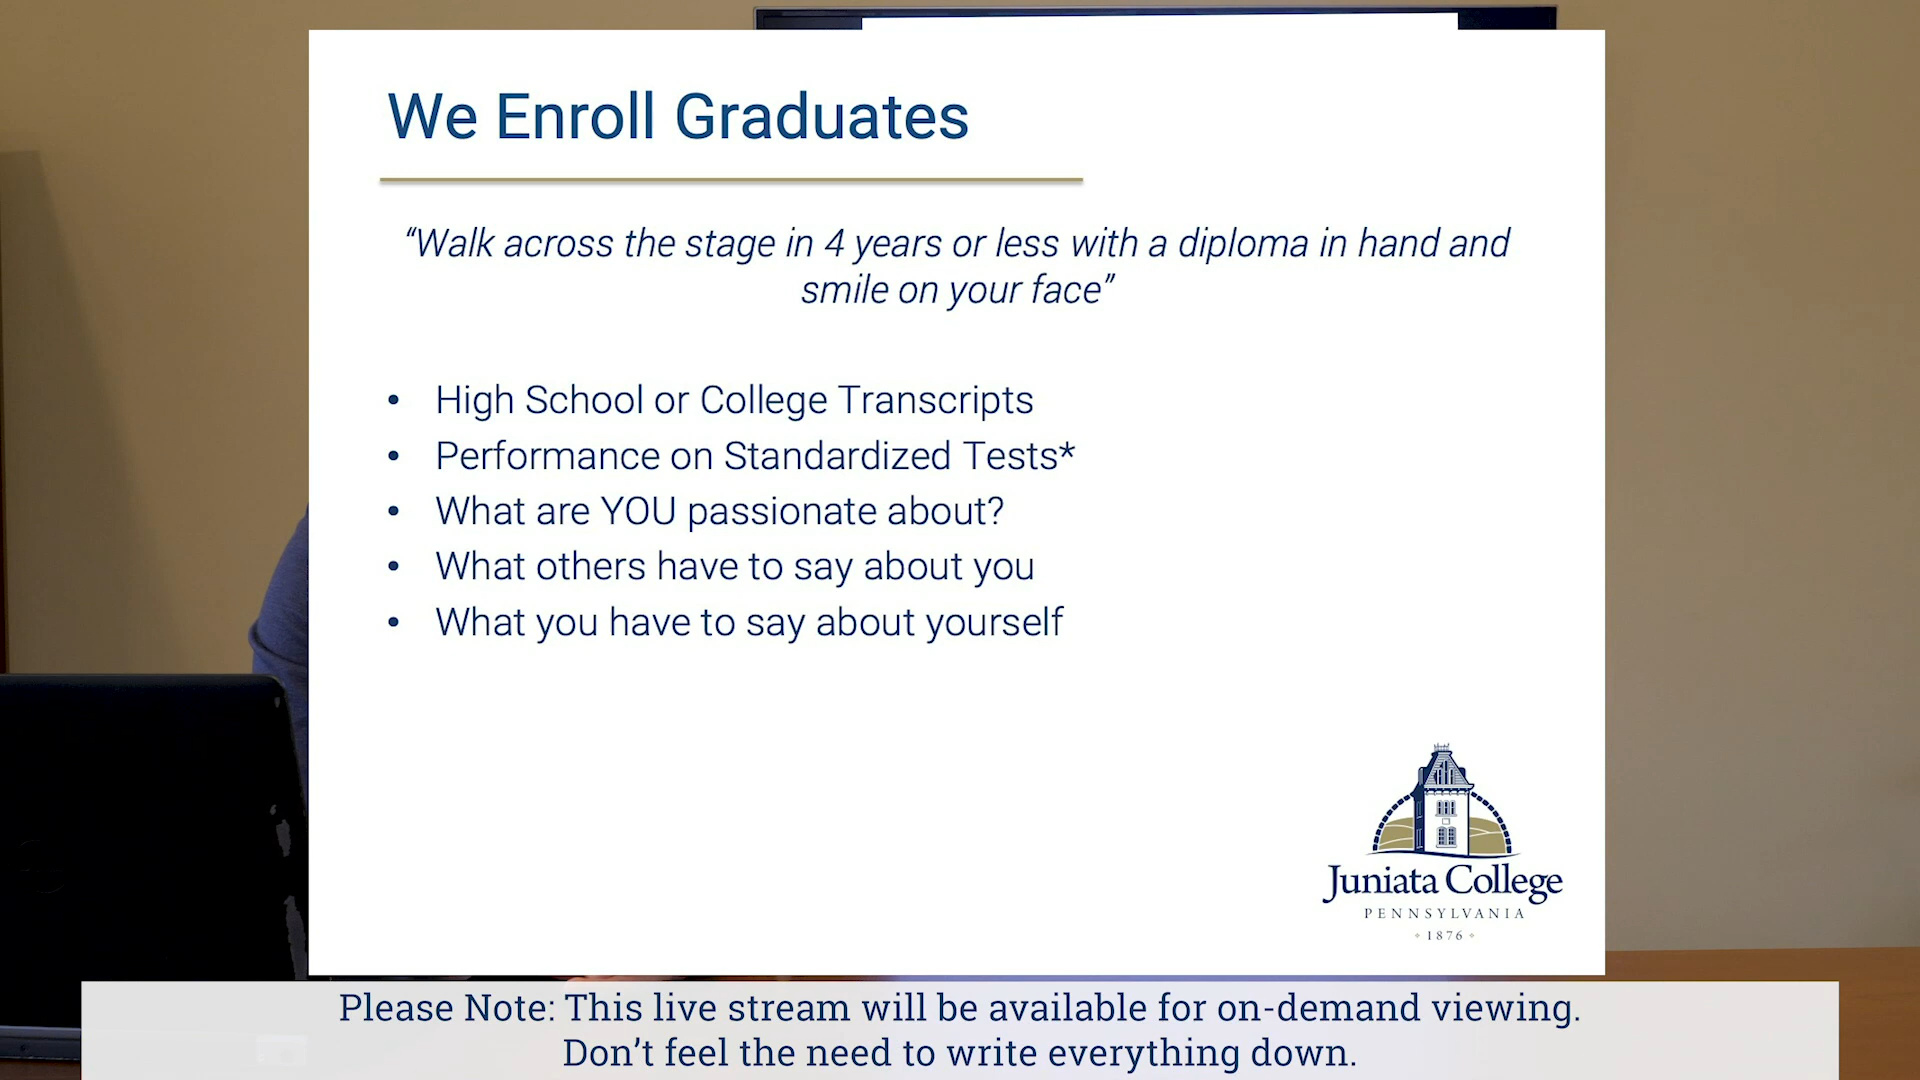 We Enroll Graduates
“Walk across the stage in 4 years or less with a diploma in hand and
smile on your face”
• High School or College Transcripts
• Performance on Standardized Tests*
• What are YOU passionate about?
• What others have to say about you
• What you have to say about yourself
Juniata College
PENNSYLVANIA
1876
Please Note: This live stream will be available for on-demand viewing.
Don’t feel the need to write everything down.